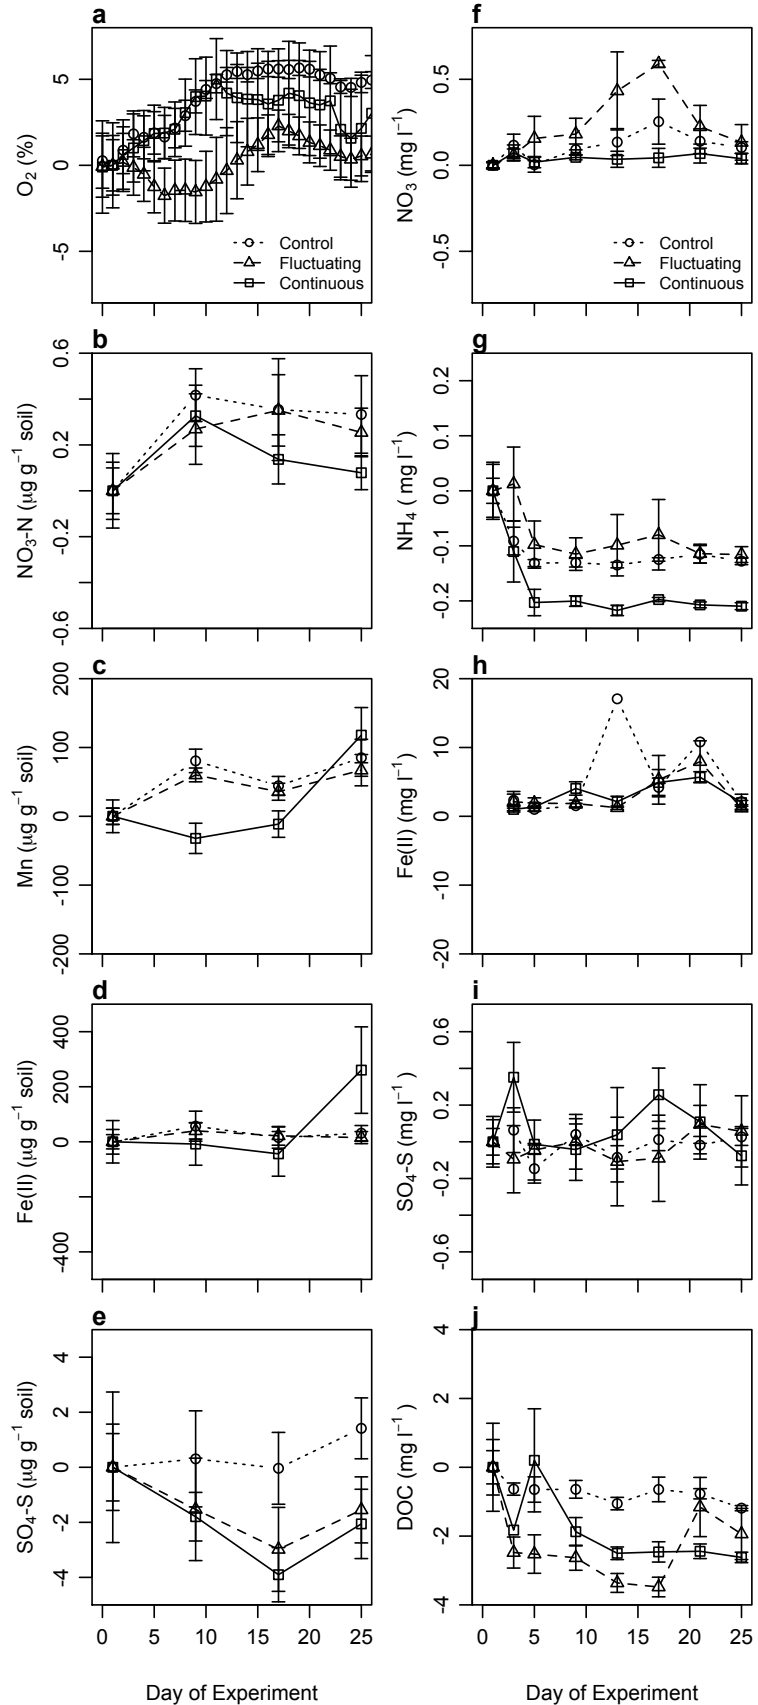 a
O₂ (%)
5
0
-5
Control
Fluctuating
Continuous
b
NO₃-N (µg g⁻¹ soil)
0.6
0.2
-0.2
-0.6
c
Mn (µg g⁻¹ soil)
200
100
0
-100
-200
d
Fe(II) (µg g⁻¹ soil)
400
200
0
-400
e
SO₄-S (µg g⁻¹ soil)
4
2
0
-2
-4
0 5 10 15 20 25
Day of Experiment
f
NO₃ (mg l⁻¹)
0.5
0.0
-0.5
Control
Fluctuating
Continuous
g
NH₄ ( mg l⁻¹)
0.2
0.1
0.0
-0.1
-0.2
h
Fe(II) (mg l⁻¹)
20
10
0
-10
-20
i
SO₄-S (mg l⁻¹ )
0.6
0.2
-0.2
-0.6
j
DOC (mg l⁻¹ )
4
2
0
-2
-4
0 5 10 15 20 25
Day of Experiment